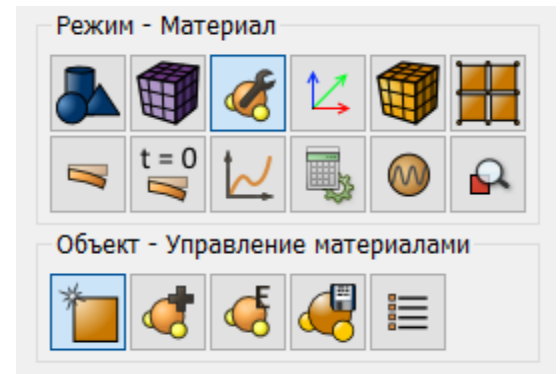 Режим - Материал
t = 0
Объект - Управление материалами
E